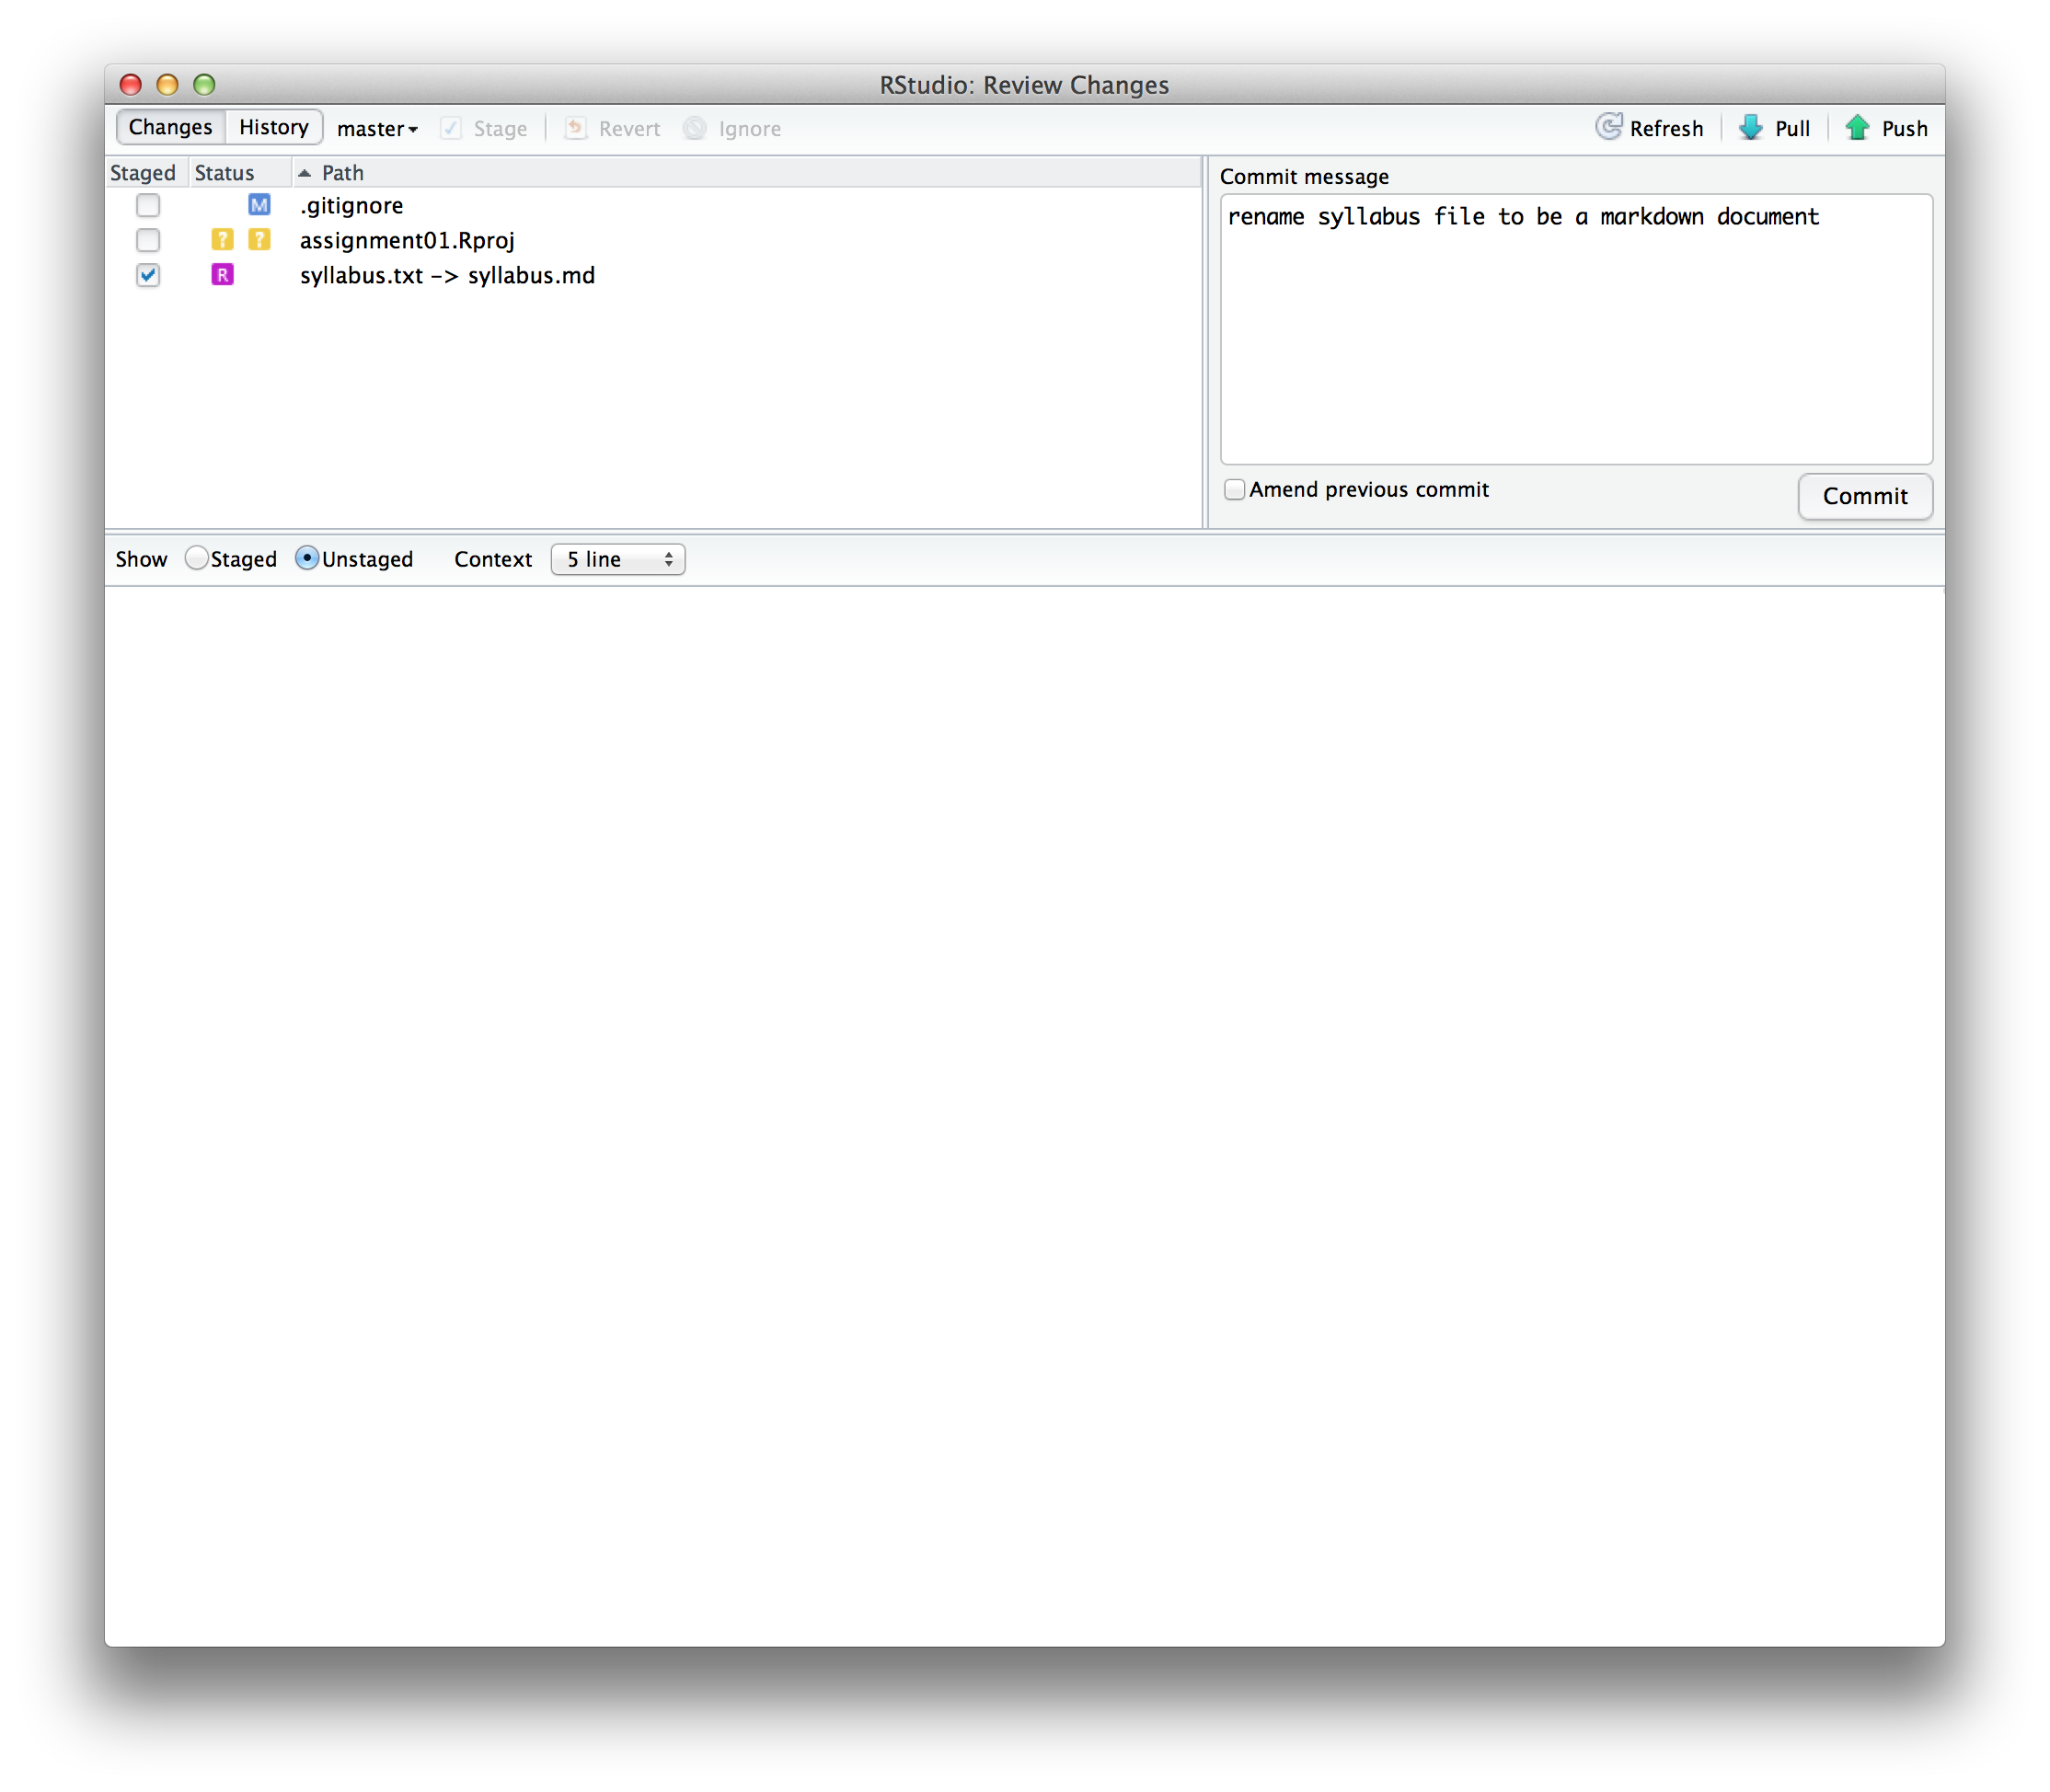 RStudio: Review Changes
Changes History master Stage Revert Ignore Refresh Pull Push
Staged Status Path
M .gitignore
? ? assignment01.Rproj
R syllabus.txt -> syllabus.md
Commit message
rename syllabus file to be a markdown document
Amend previous commit
Commit
Show Staged Unstaged Context 5 line